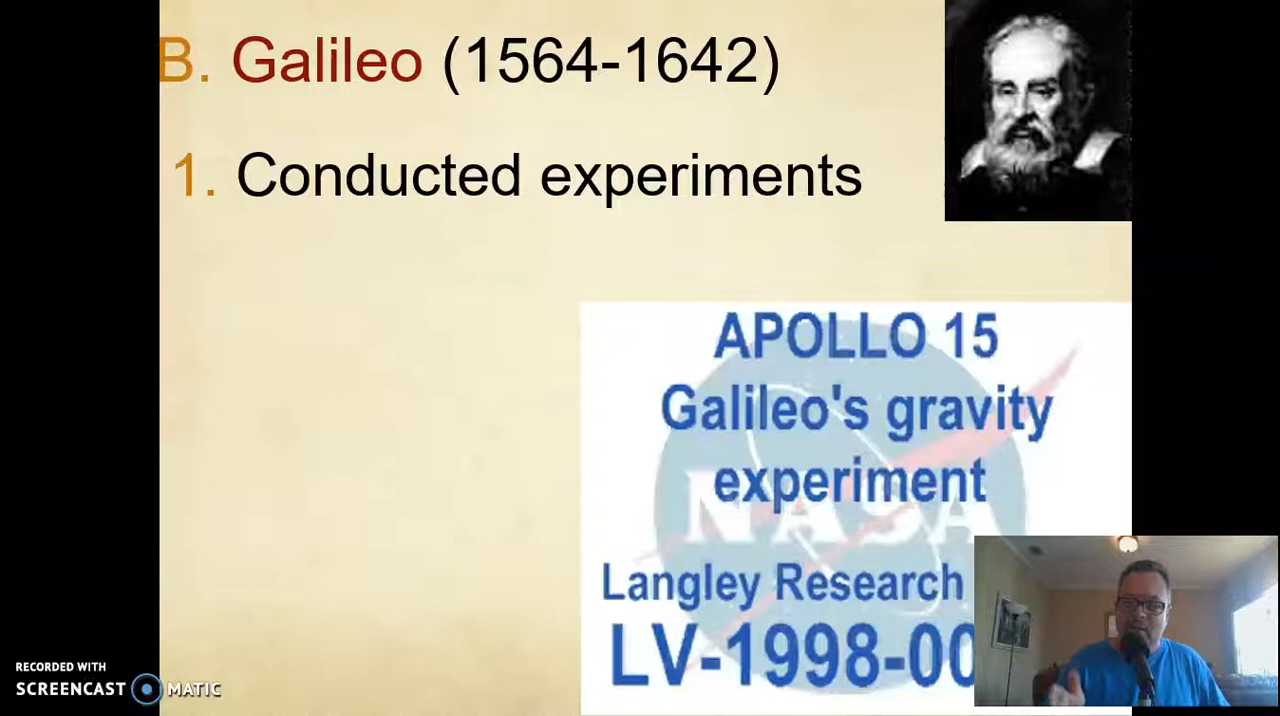 B. Galileo (1564-1642)
1. Conducted experiments
APOLLO 15
Galileo's gravity
experiment
NASA
Langley Research
LV-1998-00
RECORDED WITH
SCREENCAST MATIC